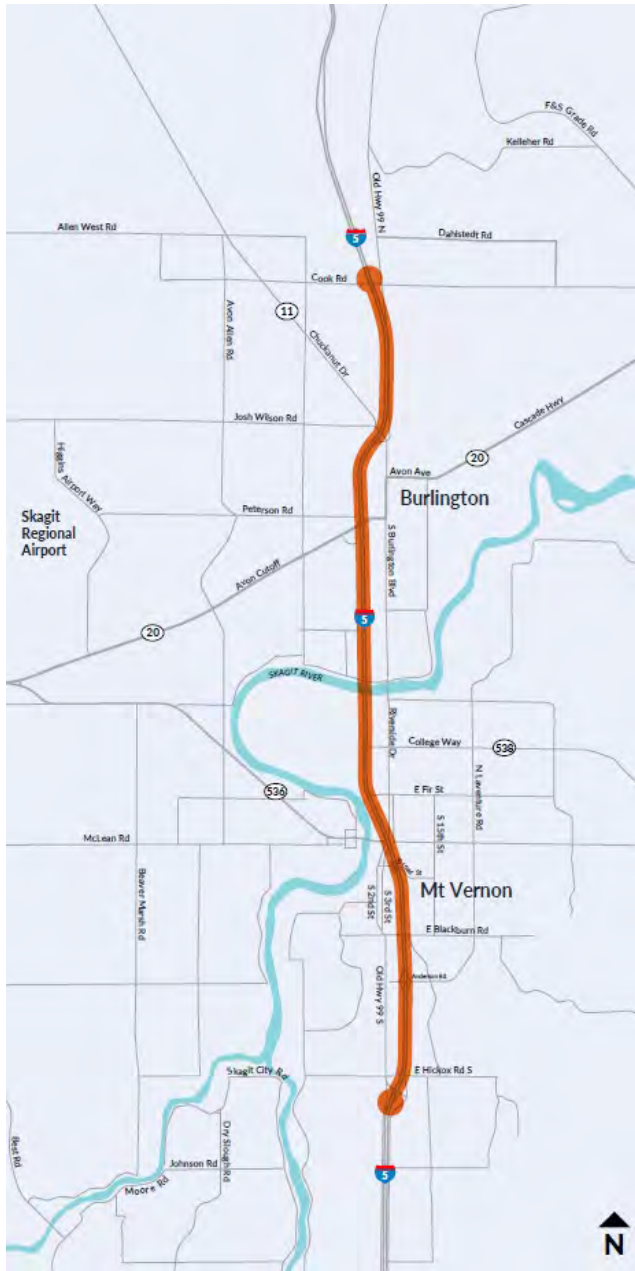 F&S Grade Rd
Kelleher Rd
Old Hwy 99 N
Allen West Rd
5
Dahlstedt Rd
Cook Rd
11
Avon Allen Rd
Chuckanut Dr
Cascade Hwy
Josh Wilson Rd
Higgins
Airport Way
20
Avon Ave
Burlington
Skagit
Regional
Airport
Peterson Rd
S Burlington Blvd
Avon Cutoff
5
20
SKAGIT RIVER
Riverside Dr
College Way
538
N Laventure Rd
536
E Fir St
S 15th St
McLean Rd
Beaver Marsh Rd
S 2nd St
S 3rd St
Mt Vernon
E Blackburn Rd
Old Hwy 99 S
Anderson Rd
Skagit City Rd
E Hickox Rd S
Best Rd
Dry Slough Rd
Johnson Rd
Moore Rd
5
N